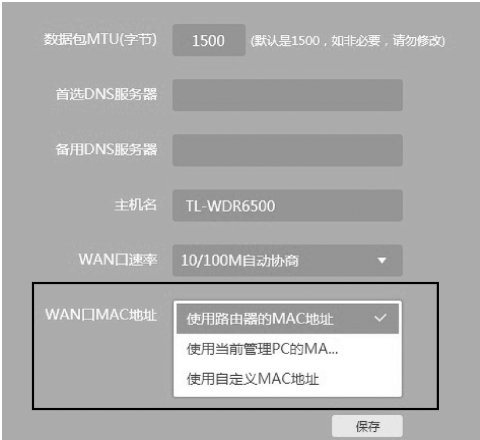 数据包MTU(字节) 1500 (默认是1500，如非必要，请勿修改)
首选DNS服务器
备用DNS服务器
主机名 TL-WDR6500
WAN口速率 10/100M自动协商
WAN口MAC地址 使用路由器的MAC地址
使用当前管理PC的MA...
使用自定义MAC地址
保存